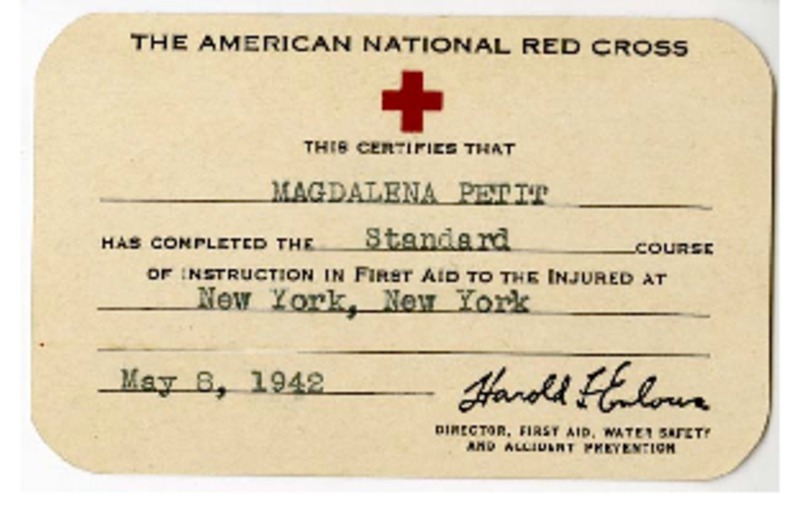 THE AMERICAN NATIONAL RED CROSS
THIS CERTIFIES THAT
MAGDALENA PETIT
HAS COMPLETED THE Standard COURSE
OF INSTRUCTION IN FIRST AID TO THE INJURED AT
New York, New York
May 8, 1942
Harold F Enlows
DIRECTOR, FIRST AID, WATER SAFETY
AND ACCIDENT PREVENTION